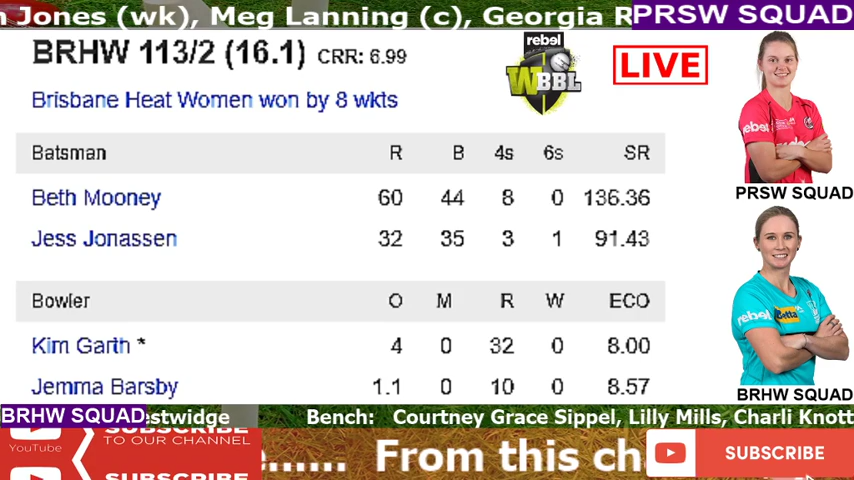 n Jones (wk), Meg Lanning (c), Georgia R
PRSW SQUAD
BRHW 113/2 (16.1) CRR: 6.99
rebel
WBBL
LIVE
Brisbane Heat Women won by 8 wkts
Batsman R B 4s 6s SR
Beth Mooney 60 44 8 0 136.36
Jess Jonassen 32 35 3 1 91.43
rebel
PRSW SQUAD
Bowler O M R W ECO
Kim Garth * 4 0 32 0 8.00
Jemma Barsby 1.1 0 10 0 8.57
rebel
Betta
BRHW SQUAD
BRHW SQUAD estwidge Bench: Courtney Grace Sippel, Lilly Mills, Charli Knott
YouTube
SUBSCRIBE
TO OUR CHANNEL
SUBSCRIBE
e...... From this ch
SUBSCRIBE